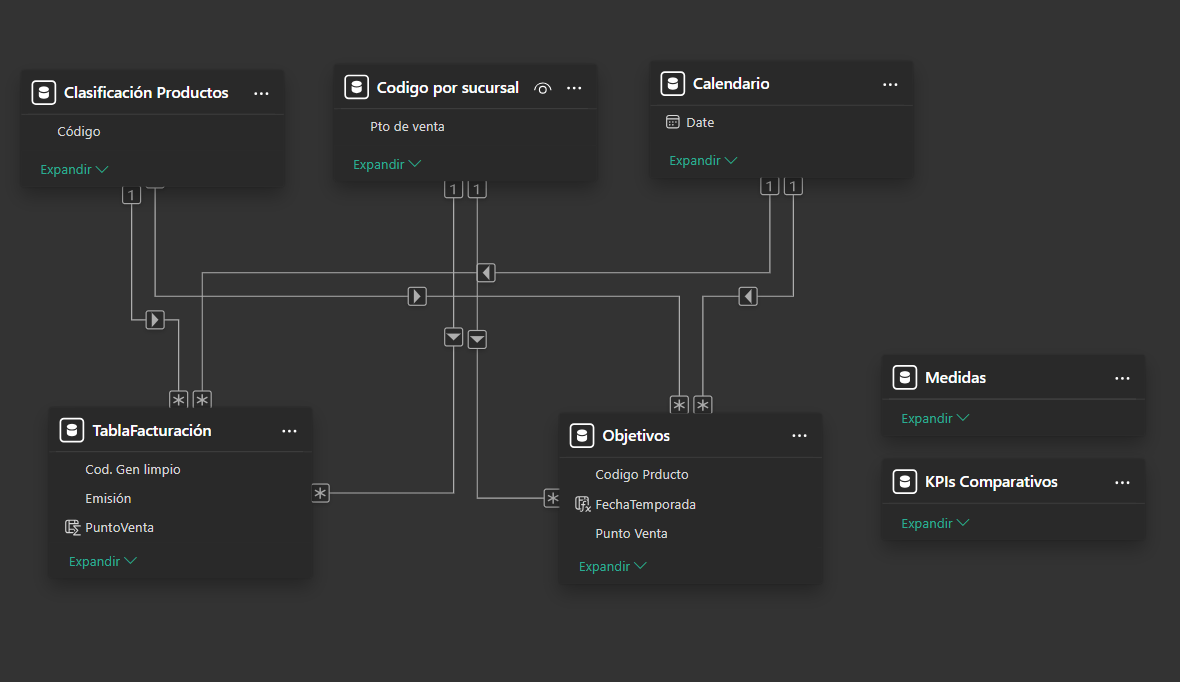 Clasificación Productos
Código
Expandir
Codigo por sucursal
Pto de venta
Expandir
Calendario
Date
Expandir
1
1
1
1
1
*
*
*
*
*
*
TablaFacturación
Cod. Gen limpio
Emisión
PuntoVenta
Expandir
Objetivos
Codigo Prducto
FechaTemporada
Punto Venta
Expandir
Medidas
Expandir
KPIs Comparativos
Expandir